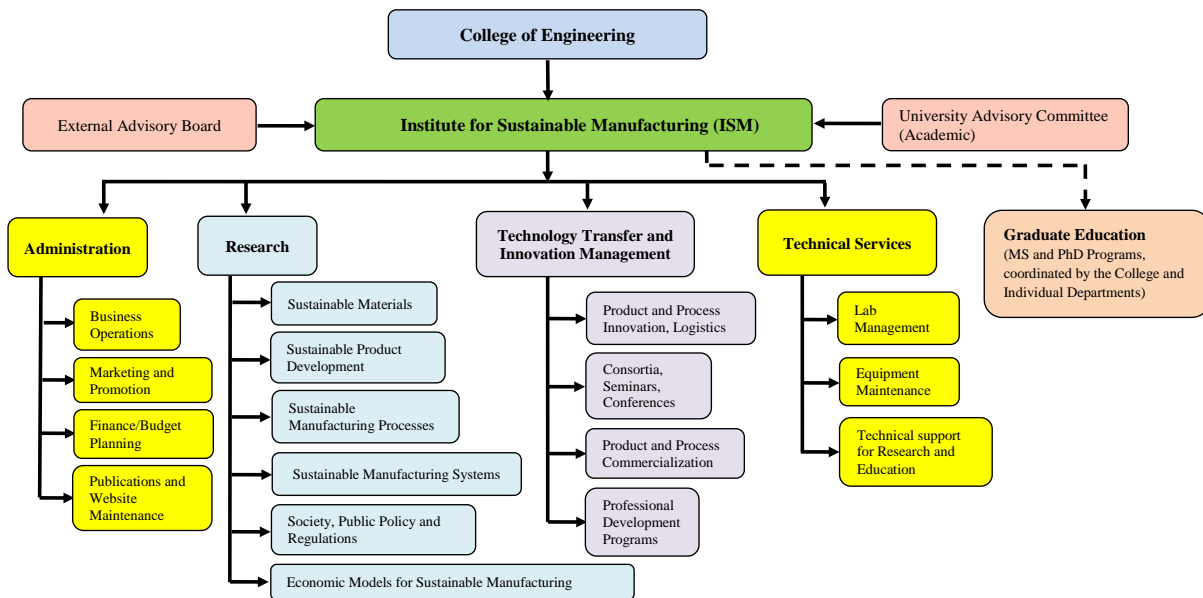 College of Engineering
External Advisory Board
Institute for Sustainable Manufacturing (ISM)
University Advisory Committee
(Academic)
Administration
Business
Operations
Marketing and
Promotion
Finance/Budget
Planning
Publications and
Website
Maintenance
Research
Sustainable Materials
Sustainable Product
Development
Sustainable
Manufacturing Processes
Sustainable Manufacturing Systems
Society, Public Policy and
Regulations
Economic Models for Sustainable Manufacturing
Technology Transfer and
Innovation Management
Product and Process
Innovation, Logistics
Consortia,
Seminars,
Conferences
Product and Process
Commercialization
Professional
Development
Programs
Technical Services
Lab
Management
Equipment
Maintenance
Technical support
for Research and
Education
Graduate Education
(MS and PhD Programs,
coordinated by the College and
Individual Departments)